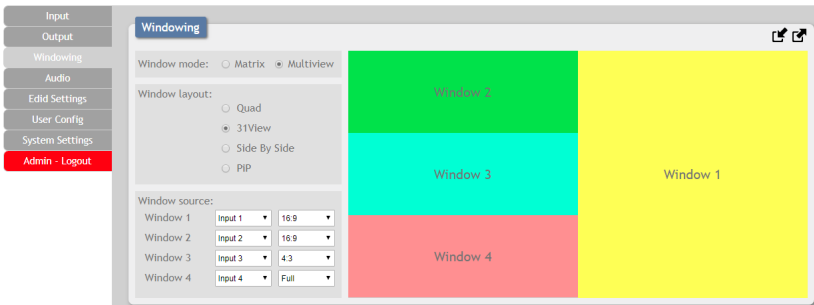 Input
Output
Windowing
Audio
Edid Settings
User Config
System Settings
Admin - Logout
Windowing
Window mode: Matrix Multiview
Window layout:
Quad
31View
Side By Side
PIP
Window source:
Window 1 Input 1 16:9
Window 2 Input 2 16:9
Window 3 Input 3 4:3
Window 4 Input 4 Full
Window 2
Window 3
Window 4
Window 1